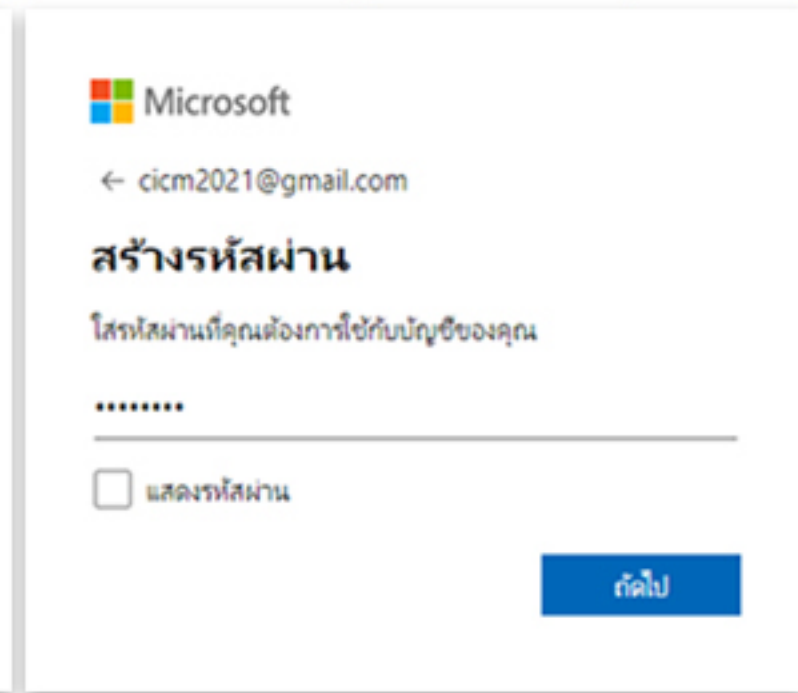 Microsoft
← cicm2021@gmail.com
สร้างรหัสผ่าน
ใส่รหัสผ่านที่คุณต้องการใช้กับบัญชีของคุณ
••••••••
แสดงรหัสผ่าน
ถัดไป